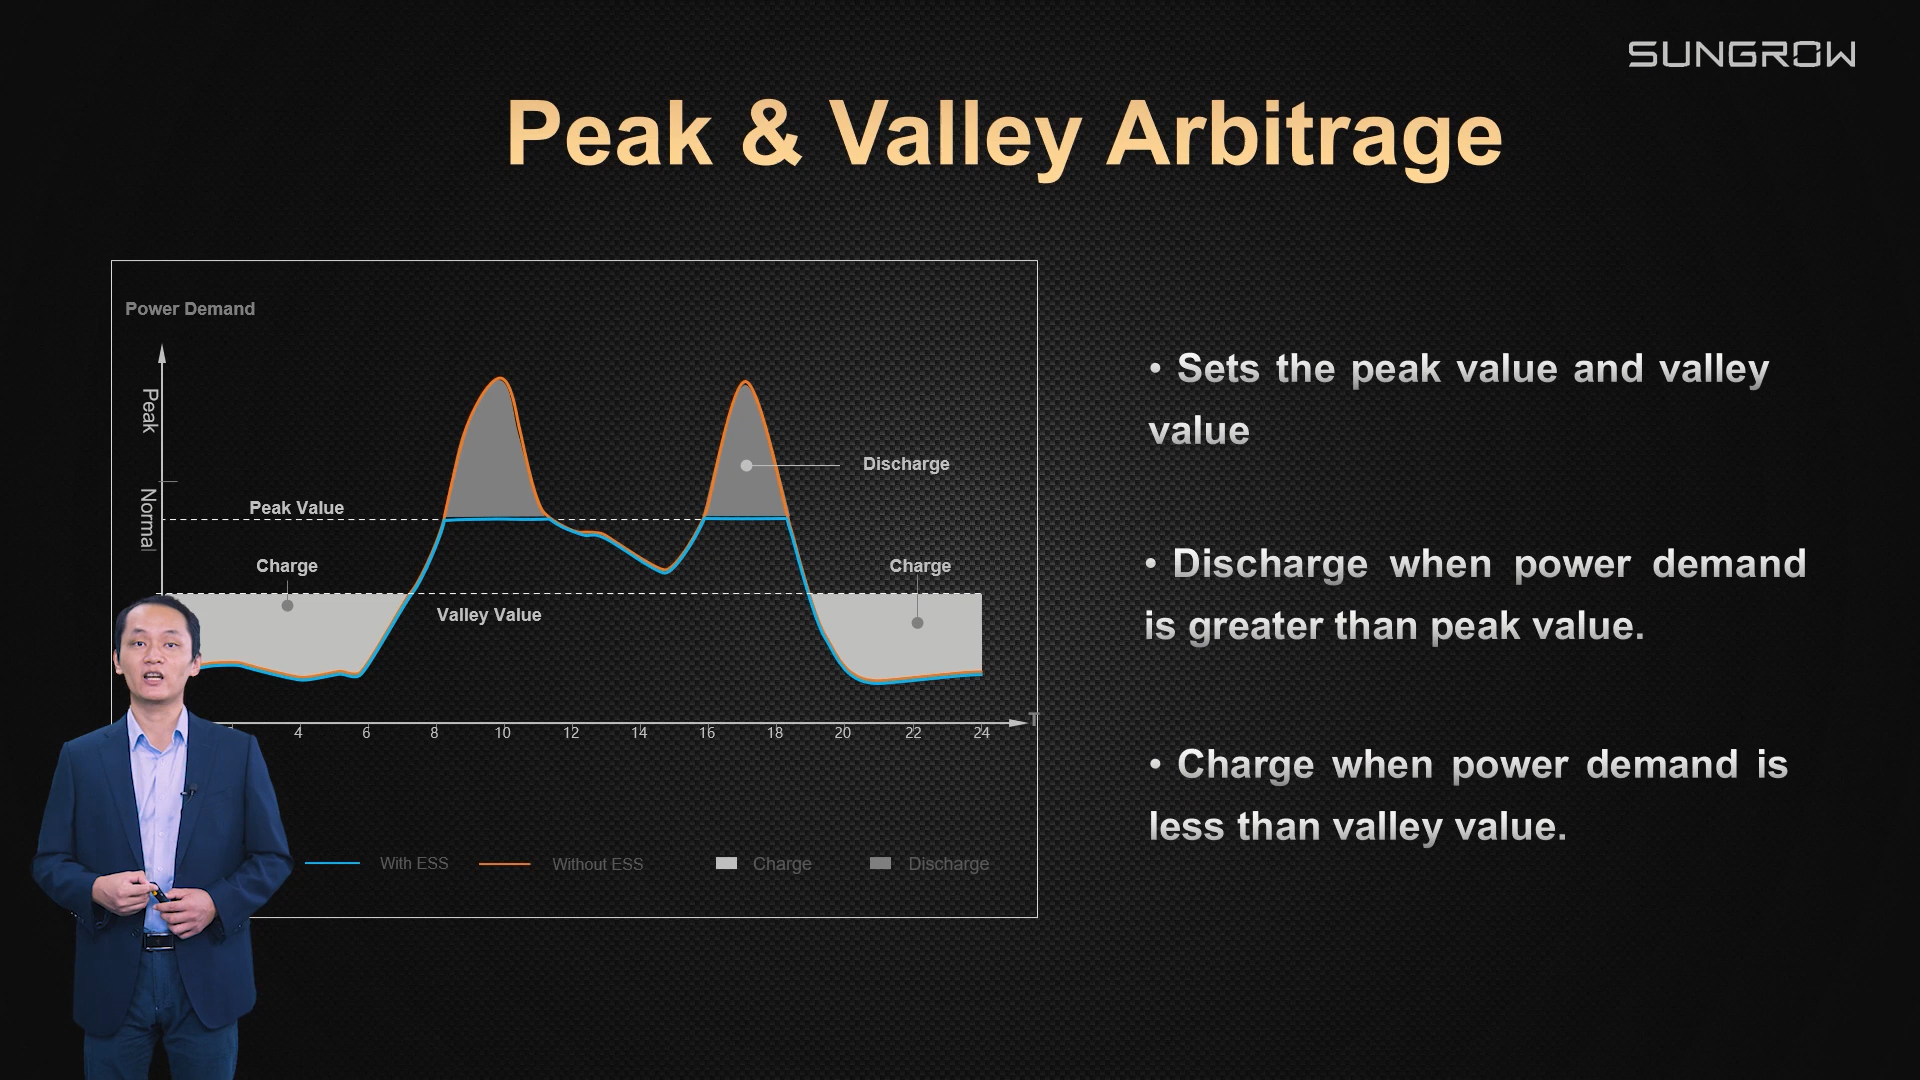 SUNGROW
Peak & Valley Arbitrage
Power Demand
Peak
Normal
Peak Value
Discharge
Charge
Charge
Valley Value
4 6 8 10 12 14 16 18 20 22 24
T
With ESS Without ESS Charge Discharge
• Sets the peak value and valley
value
• Discharge when power demand
is greater than peak value.
• Charge when power demand is
less than valley value.